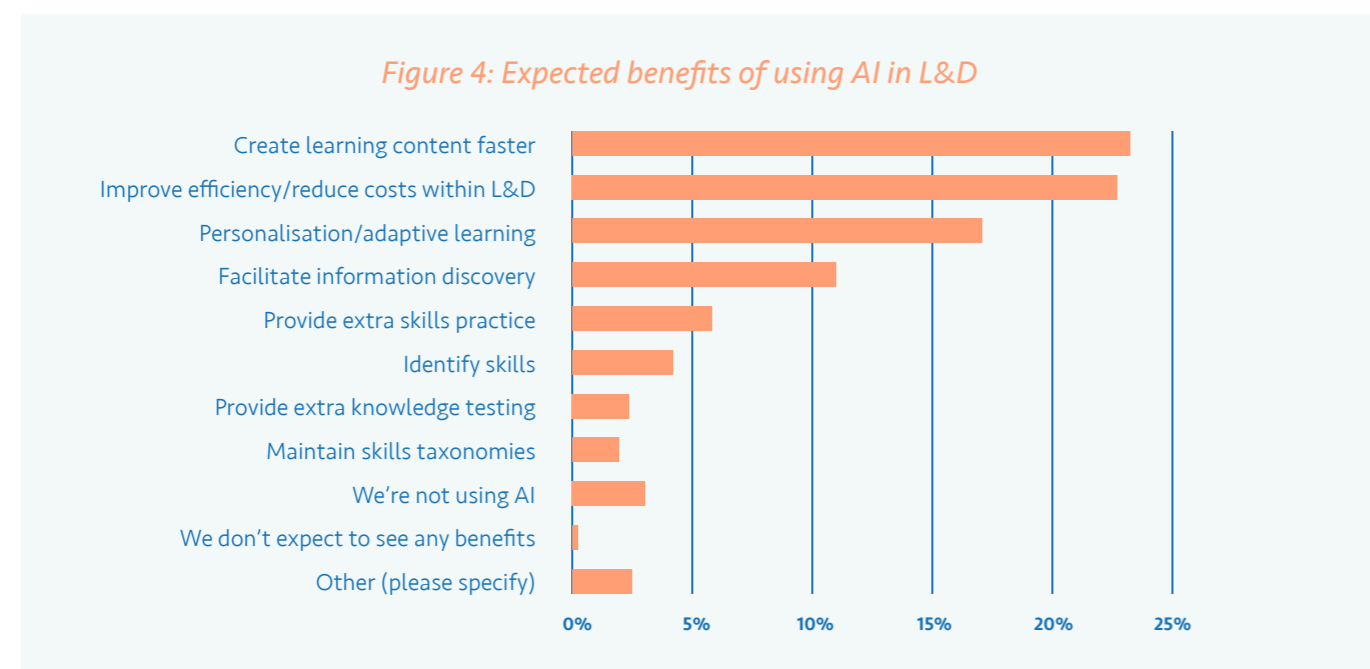 Figure 4: Expected benefits of using AI in L&D
Create learning content faster
Improve efficiency/reduce costs within L&D
Personalisation/adaptive learning
Facilitate information discovery
Provide extra skills practice
Identify skills
Provide extra knowledge testing
Maintain skills taxonomies
We're not using AI
We don't expect to see any benefits
Other (please specify)
0% 5% 10% 15% 20% 25%